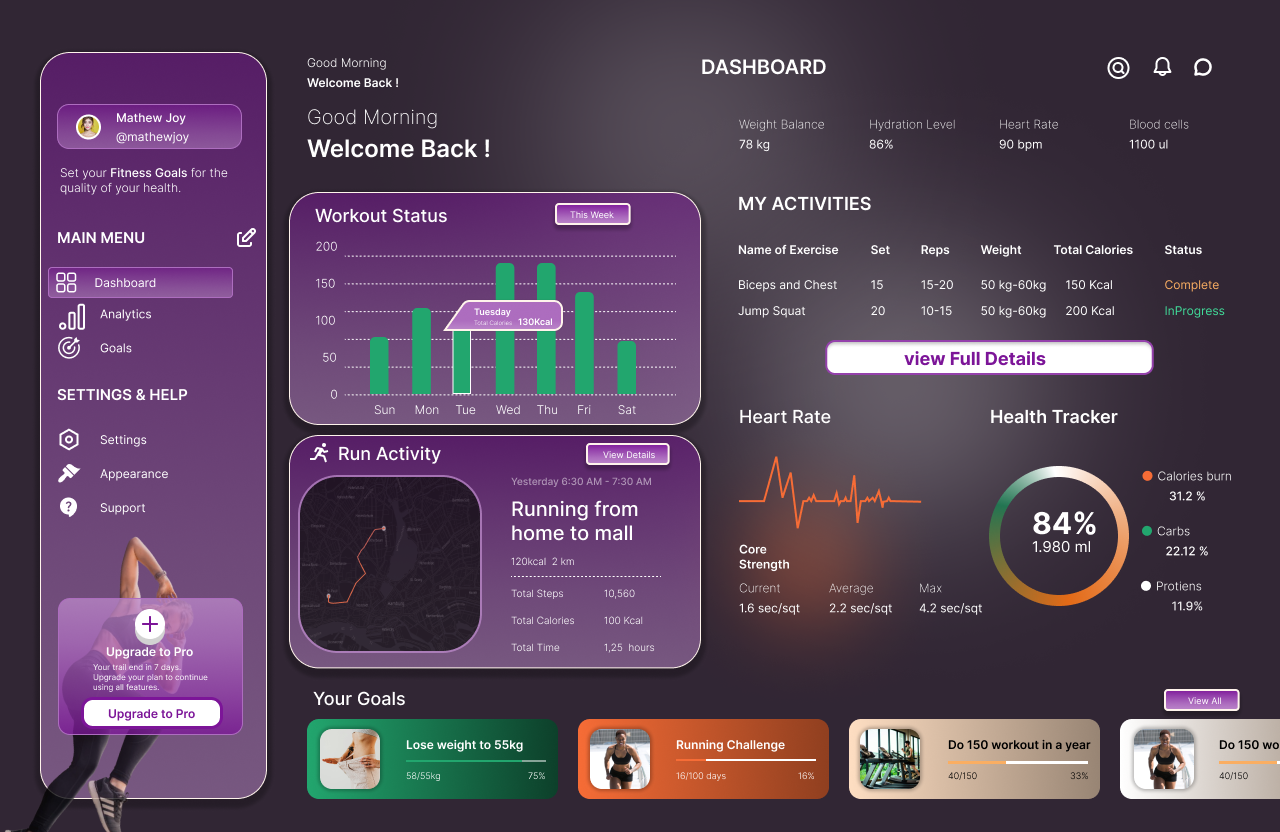 Mathew Joy
@mathewjoy
Set your Fitness Goals for the
quality of your health.
MAIN MENU
Dashboard
Analytics
Goals
SETTINGS & HELP
Settings
Appearance
Support
Upgrade to Pro
Your trail end in 7 days.
Upgrade your plan to continue
using all features.
Upgrade to Pro
Good Morning
Welcome Back !
Good Morning
Welcome Back !
DASHBOARD
Weight Balance
78 kg
Hydration Level
86%
Heart Rate
90 bpm
Blood cells
1100 ul
Workout Status
This Week
200
150
100
50
0
Tuesday
Total Calories 130Kcal
Sun Mon Tue Wed Thu Fri Sat
MY ACTIVITIES
Name of Exercise Set Reps Weight Total Calories Status
Biceps and Chest 15 15-20 50 kg-60kg 150 Kcal Complete
Jump Squat 20 10-15 50 kg-60kg 200 Kcal InProgress
view Full Details
Run Activity
View Details
Yesterday 6:30 AM - 7:30 AM
Running from
home to mall
120kcal 2 km
Total Steps 10,560
Total Calories 100 Kcal
Total Time 1,25 hours
Heart Rate
Core
Strength
Current
1.6 sec/sqt
Average
2.2 sec/sqt
Max
4.2 sec/sqt
Health Tracker
84%
1.980 ml
Calories burn
31.2 %
Carbs
22.12 %
Protiens
11.9%
Your Goals
View All
Lose weight to 55kg
58/55kg 75%
Running Challenge
16/100 days 16%
Do 150 workout in a year
40/150 33%
Do 150 wo
40/150